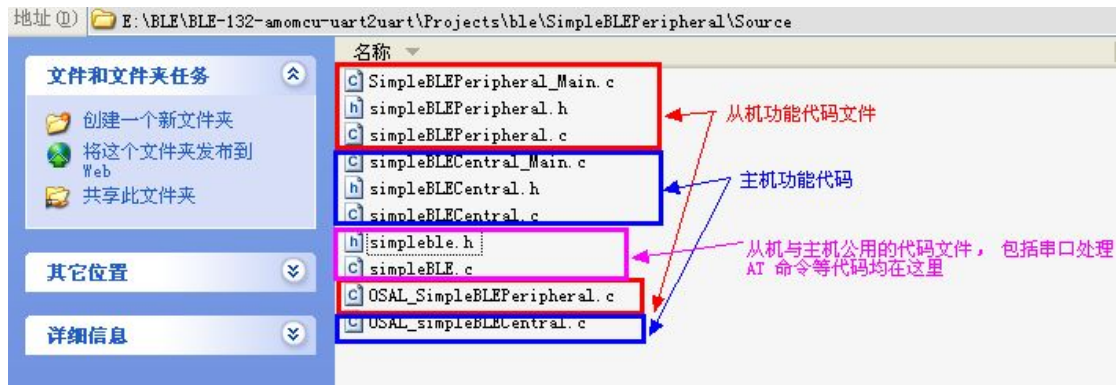 地址(D) E:\BLE\BLE-132-amomcu-uart2uart\Projects\ble\SimpleBLEPeripheral\Source
名称
文件和文件夹任务
创建一个新文件夹
将这个文件夹发布到
Web
共享此文件夹
其它位置
详细信息
SimpleBLEPeripheral_Main.c
simpleBLEPeripheral.h
simpleBLEPeripheral.c
simpleBLECentral_Main.c
simpleBLECentral.h
simpleBLECentral.c
simpleble.h
simpleBLE.c
OSAL_SimpleBLEPeripheral.c
OSAL_simpleBLECentral.c
从机功能代码文件
主机功能代码
从机与主机公用的代码文件， 包括串口处理
AT 命令等代码均在这里